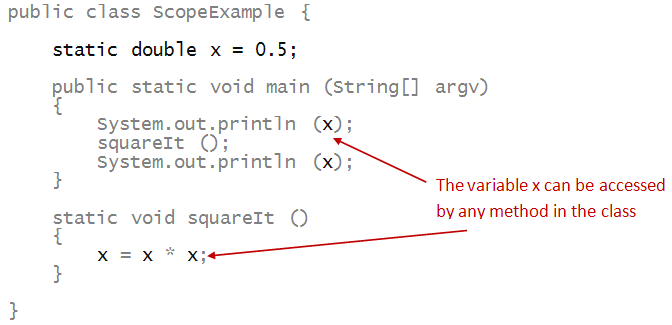 public class ScopeExample {
static double x = 0.5;
public static void main (String[] argv)
{
System.out.println (x);
squareIt ();
System.out.println (x);
}
The variable x can be accessed
by any method in the class
static void squareIt ()
{
x = x * x;
}
}